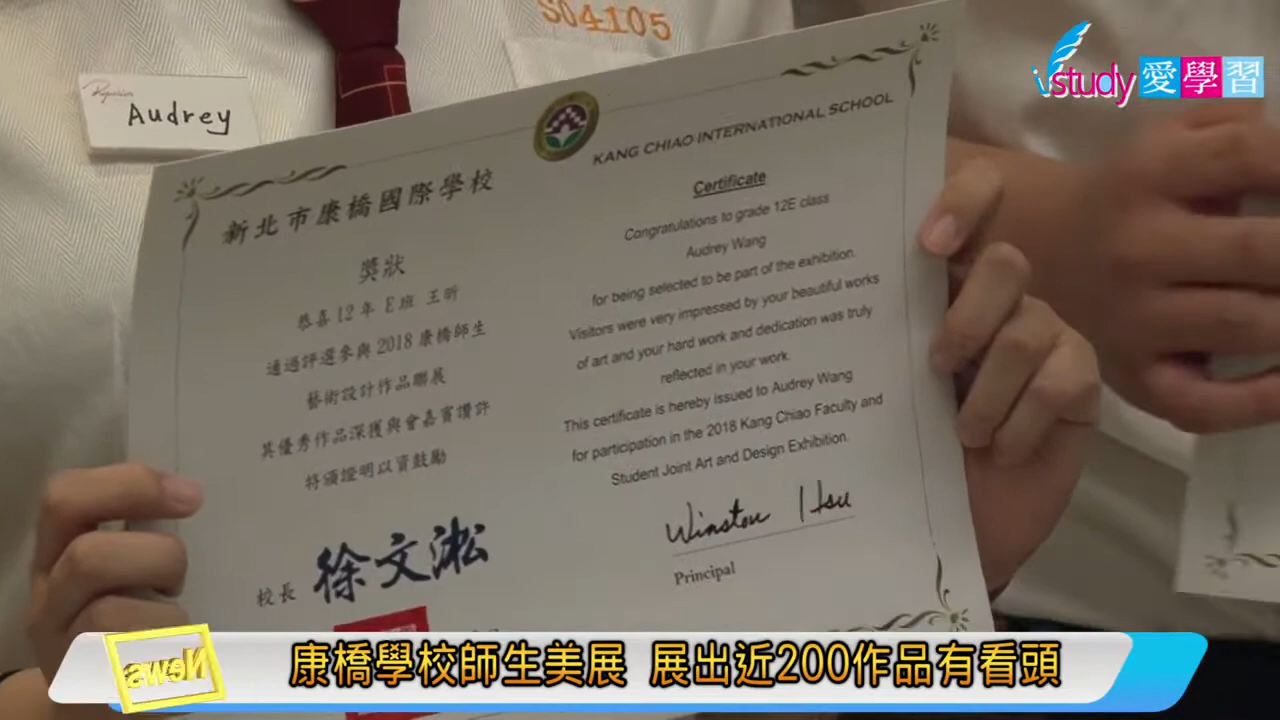 S04105
istudy 愛學習
Audrey
KANG CHIAO INTERNATIONAL SCHOOL
新北市康橋國際學校
獎狀
恭喜 12 年 E班 王昕
通過評選參與 2018 康橋師生
藝術設計作品聯展
其優秀作品深獲與會嘉賓讚許
特頒證明以資鼓勵
校長 徐文淞
Certificate
Congratulations to grade 12E class
Audrey Wang
for being selected to be part of the exhibition.
Visitors were very impressed by your beautiful works
of art and your hard work and dedication was truly
reflected in your work.
This certificate is hereby issued to Audrey Wang
for participation in the 2018 Kang Chiao Faculty and
Student Joint Art and Design Exhibition.
Winston Hsu
Principal
News
康橋學校師生美展 展出近200作品有看頭